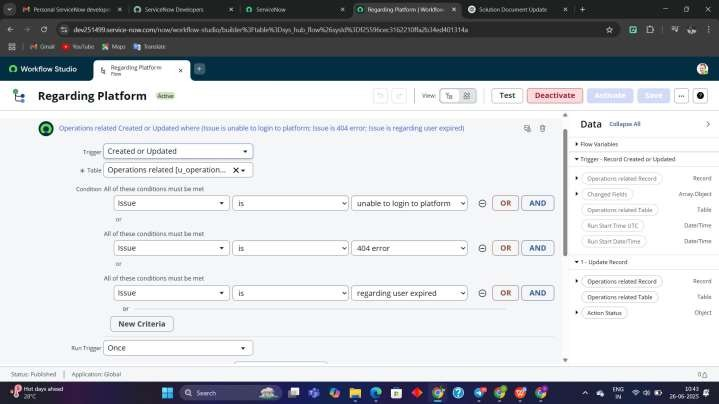 Personal ServiceNow develop
ServiceNow Developers
ServiceNow
Regarding Platform | Workflow
Solution Document Update
dev251499.service-now.com/now/workflow-studio/builder%3Ftable%3Dsys_hub_flow%26sysId%3Df25596cec3162210ffa2b34ed401314a
Gmail
YouTube
Maps
Translate
Workflow Studio
Regarding Platform
Flow
Regarding Platform
Active
View:
Test
Deactivate
Activate
Save
Operations related Created or Updated where (Issue is unable to login to platform; Issue is 404 error; Issue is regarding user expired)
Trigger
Created or Updated
* Table
Operations related [u_operation...
Condition
All of these conditions must be met
Issue
is
unable to login to platform
OR
AND
or
All of these conditions must be met
Issue
is
404 error
OR
AND
or
All of these conditions must be met
Issue
is
regarding user expired
OR
AND
or
New Criteria
Run Trigger
Once
Data
Collapse All
Flow Variables
Trigger - Record Created or Updated
Operations related Record
Record
Changed Fields
Array.Object
Operations related Table
Table
Run Start Time UTC
Date/Time
Run Start Date/Time
Date/Time
1 - Update Record
Operations related Record
Record
Operations related Table
Table
Action Status
Object
Status: Published
Application: Global
0
Hot days ahead
28°C
Search
ENG
IN
10:43
26-06-2025